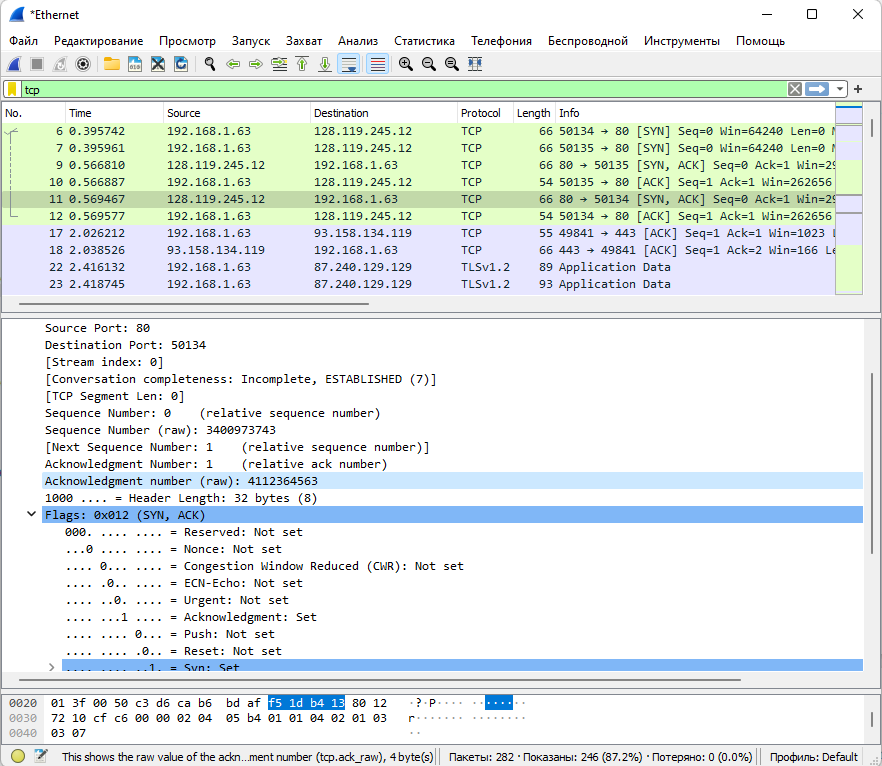 *Ethernet
Файл Редактирование Просмотр Запуск Захват Анализ Статистика Телефония Беспроводной Инструменты Помощь
tcp
No. Time Source Destination Protocol Length Info
6 0.395742 192.168.1.63 128.119.245.12 TCP 66 50134 → 80 [SYN] Seq=0 Win=64240 Len=0
7 0.395961 192.168.1.63 128.119.245.12 TCP 66 50135 → 80 [SYN] Seq=0 Win=64240 Len=0
9 0.566810 128.119.245.12 192.168.1.63 TCP 66 80 → 50135 [SYN, ACK] Seq=0 Ack=1 Win=29
10 0.566887 192.168.1.63 128.119.245.12 TCP 54 50135 → 80 [ACK] Seq=1 Ack=1 Win=262656
11 0.569467 128.119.245.12 192.168.1.63 TCP 66 80 → 50134 [SYN, ACK] Seq=0 Ack=1 Win=29
12 0.569577 192.168.1.63 128.119.245.12 TCP 54 50134 → 80 [ACK] Seq=1 Ack=1 Win=262656
17 2.026212 192.168.1.63 93.158.134.119 TCP 55 49841 → 443 [ACK] Seq=1 Ack=1 Win=1023
18 2.038526 93.158.134.119 192.168.1.63 TCP 66 443 → 49841 [ACK] Seq=1 Ack=2 Win=166
22 2.416132 192.168.1.63 87.240.129.129 TLSv1.2 89 Application Data
23 2.418745 192.168.1.63 87.240.129.129 TLSv1.2 93 Application Data
Source Port: 80
Destination Port: 50134
[Stream index: 0]
[Conversation completeness: Incomplete, ESTABLISHED (7)]
[TCP Segment Len: 0]
Sequence Number: 0 (relative sequence number)
Sequence Number (raw): 3400973743
[Next Sequence Number: 1 (relative sequence number)]
Acknowledgment Number: 1 (relative ack number)
Acknowledgment number (raw): 4112364563
1000 .... = Header Length: 32 bytes (8)
Flags: 0x012 (SYN, ACK)
000. .... .... = Reserved: Not set
...0 .... .... = Nonce: Not set
.... 0... .... = Congestion Window Reduced (CWR): Not set
.... .0.. .... = ECN-Echo: Not set
.... ..0. .... = Urgent: Not set
.... ...1 .... = Acknowledgment: Set
.... .... 0... = Push: Not set
.... .... .0.. = Reset: Not set
.... .... ..1. = Syn: Set
0020 01 3f 00 50 c3 d6 ca b6 bd af f5 1d b4 13 80 12 ·?·P···· ········
0030 72 10 cf c6 00 00 02 04 05 b4 01 01 04 02 01 03 r······· ········
0040 03 07 ··
This shows the raw value of the ackn…ment number (tcp.ack_raw), 4 byte(s) Пакеты: 282 · Показаны: 246 (87.2%) · Потеряно: 0 (0.0%) Профиль: Default